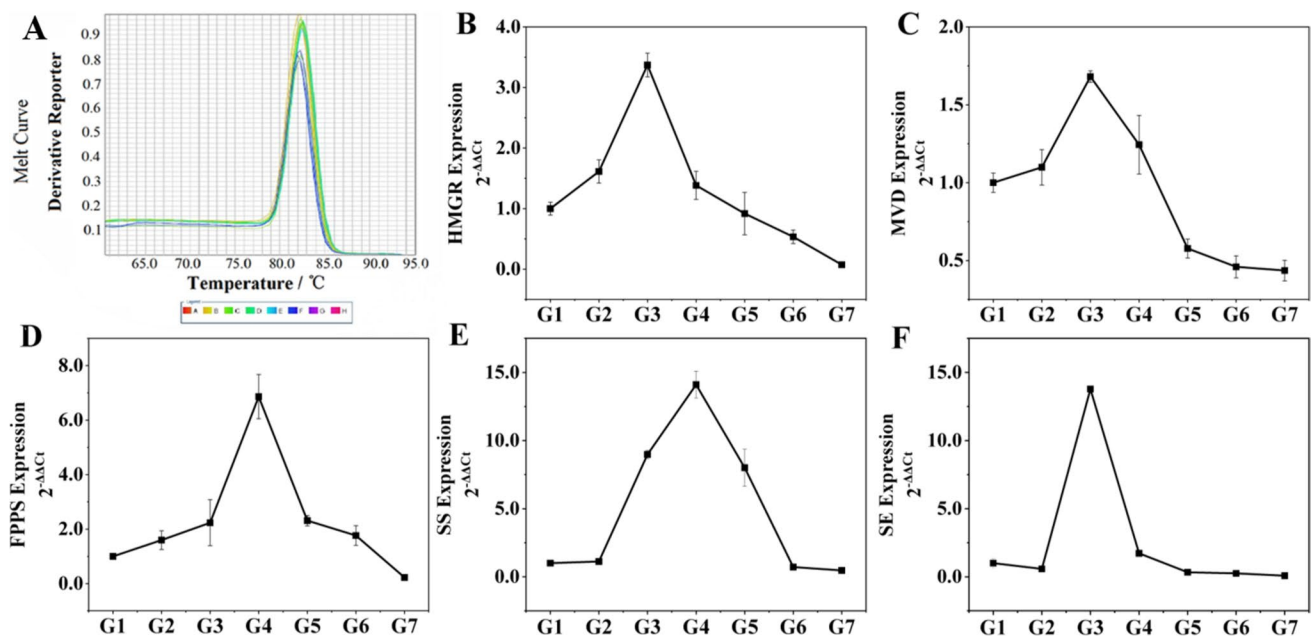 A
Melt Curve
Derivative Reporter
0.9
0.8
0.7
0.6
0.5
0.4
0.3
0.2
0.1
65.0 70.0 75.0 80.0 85.0 90.0 95.0
Temperature / ℃
A B C D E F G H
B
HMGR Expression
2^-ΔΔCt
4.0
3.0
2.0
1.0
0.0
G1 G2 G3 G4 G5 G6 G7
C
MVD Expression
2^-ΔΔCt
2.0
1.5
1.0
0.5
G1 G2 G3 G4 G5 G6 G7
D
FPPS Expression
2^-ΔΔCt
8.0
6.0
4.0
2.0
0.0
G1 G2 G3 G4 G5 G6 G7
E
SS Expression
2^-ΔΔCt
15.0
10.0
5.0
0.0
G1 G2 G3 G4 G5 G6 G7
F
SE Expression
2^-ΔΔCt
15.0
10.0
5.0
0.0
G1 G2 G3 G4 G5 G6 G7